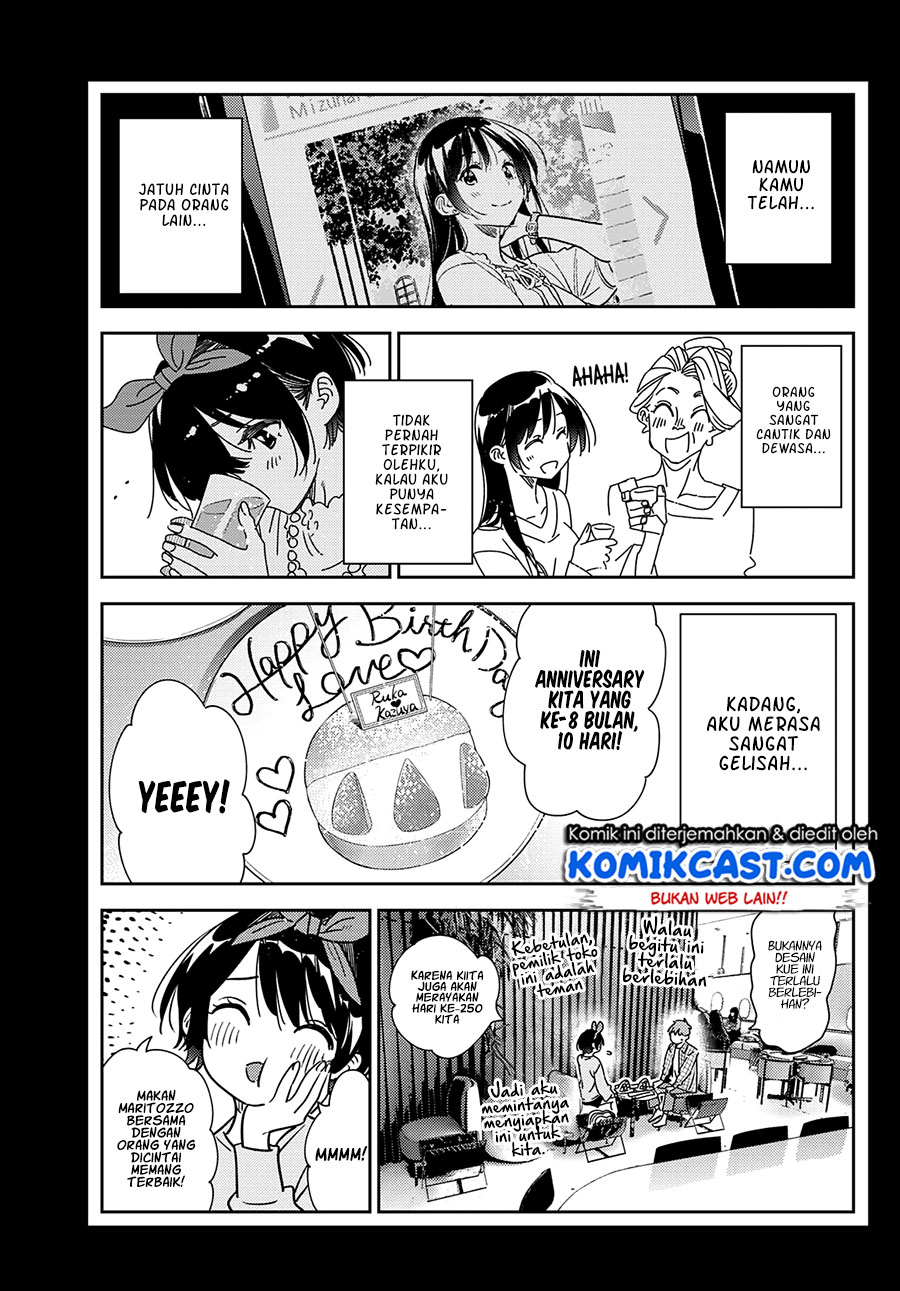 Mizuhar
NAMUN
KAMU
TELAH...
JATUH CINTA
PADA ORANG
LAIN...
ORANG
YANG
SANGAT
CANTIK DAN
DEWASA...
AHAHA!
TIDAK
PERNAH
TERPIKIR
OLEHKU,
KALAU AKU
PUNYA
KESEMPA-
TAN...
KADANG,
AKU MERASA
SANGAT
GELISAH...
INI
ANNIVERSARY
KITA YANG
KE-8 BULAN,
10 HARI!
Happy Birth Day
Love♡
Ruka
♥
Kazuya
YEEEY!
Komik ini diterjemahkan & diedit oleh
KOMIKCAST.COM
BUKAN WEB LAIN!!
BUKANNYA
DESAIN
KUE INI
TERLALU
BERLEBI-
HAN?
Walau
begitu ini
terlalu
berlebihan
Kebetulan,
pemilik toko
ini adalah
teman
KARENA KIITA
JUGA AKAN
MERAYAKAN
HARI KE-250
KITA
Jadi aku
memintanya
menyiapkan
ini untuk
kita.
MMMM!
MAKAN
MARITOZZO
BERSAMA
DENGAN
ORANG YANG
DICINTAI
MEMANG
TERBAIK!